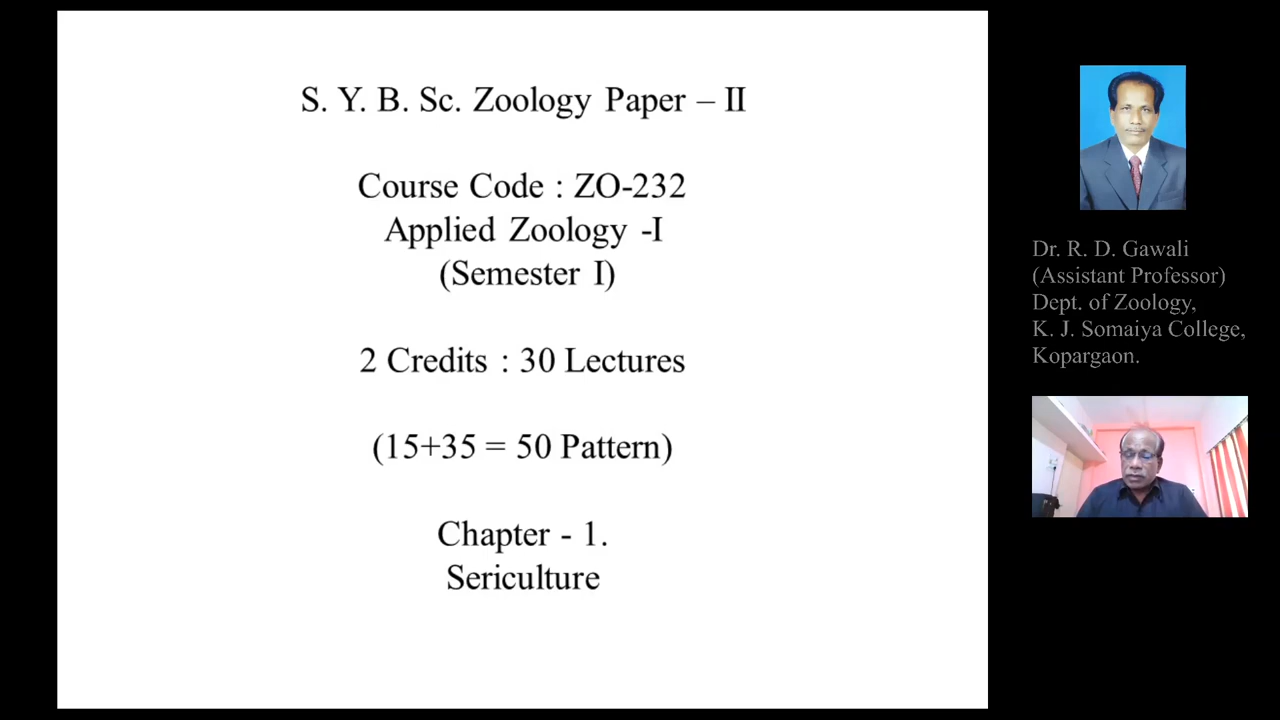 S. Y. B. Sc. Zoology Paper – II
Course Code : ZO-232
Applied Zoology -I
(Semester I)
2 Credits : 30 Lectures
(15+35 = 50 Pattern)
Chapter - 1.
Sericulture
Dr. R. D. Gawali
(Assistant Professor)
Dept. of Zoology,
K. J. Somaiya College,
Kopargaon.